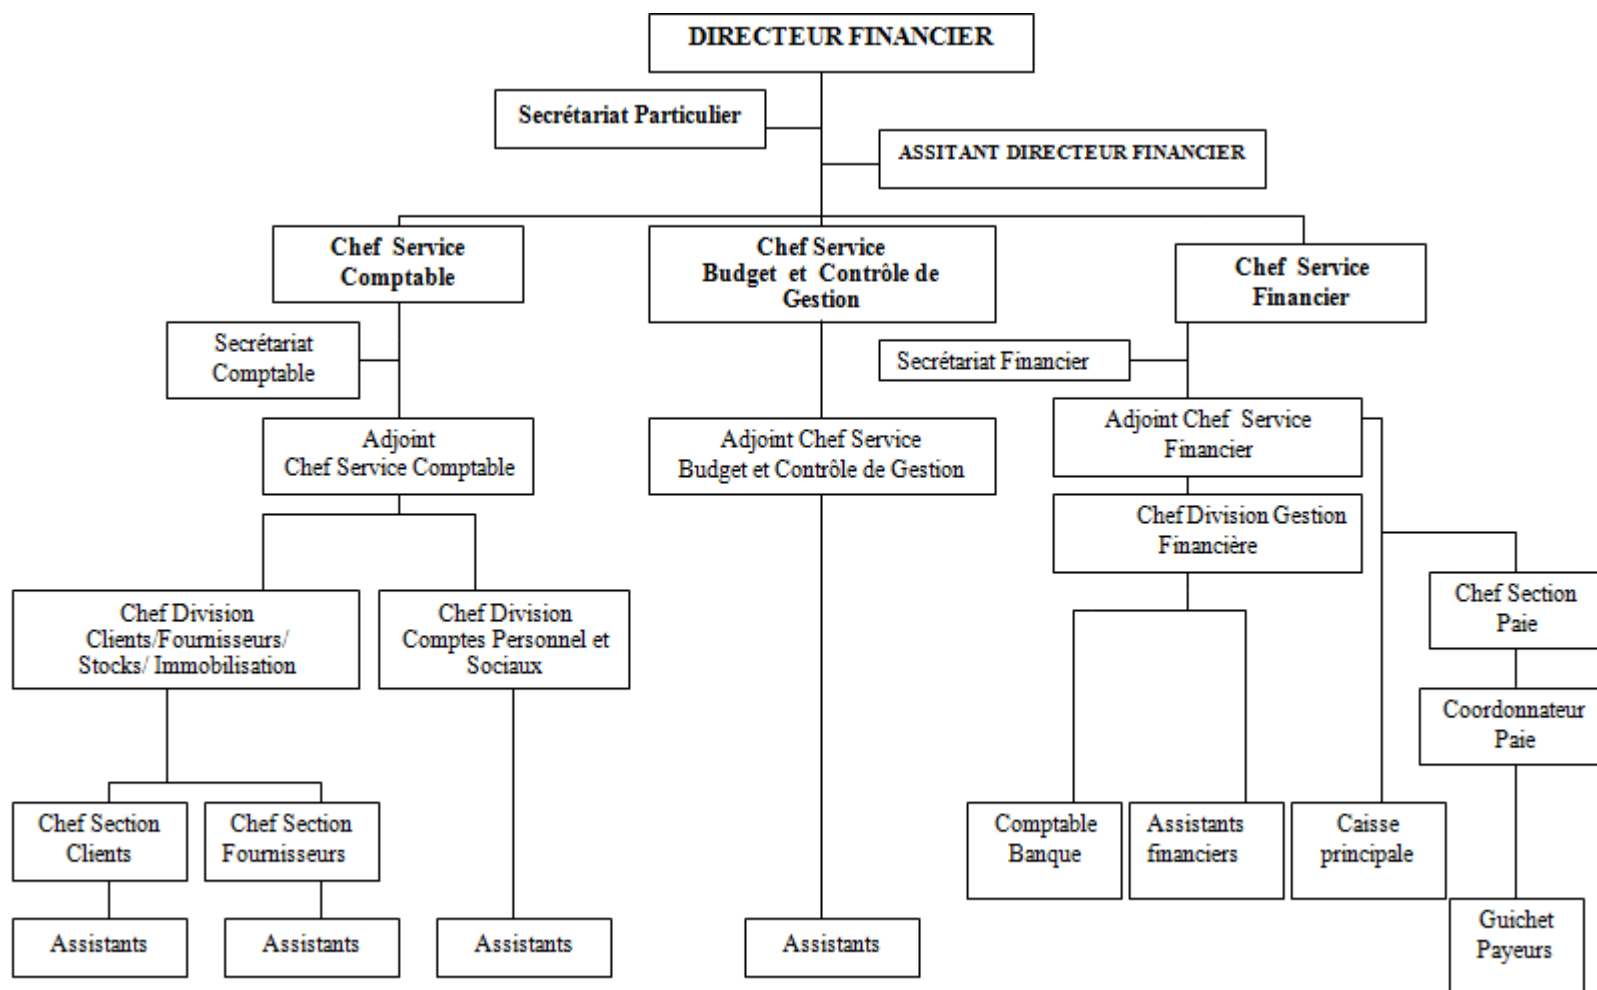 DIRECTEUR FINANCIER
Secrétariat Particulier
ASSITANT DIRECTEUR FINANCIER
Chef Service
Comptable
Chef Service
Budget et Contrôle de
Gestion
Chef Service
Financier
Secrétariat
Comptable
Secrétariat Financier
Adjoint
Chef Service Comptable
Adjoint Chef Service
Budget et Contrôle de Gestion
Adjoint Chef Service
Financier
Chef Division Gestion
Financière
Chef Division
Clients/Fournisseurs/
Stocks/ Immobilisation
Chef Division
Comptes Personnel et
Sociaux
Chef Section
Paie
Coordonnateur
Paie
Chef Section
Clients
Chef Section
Fournisseurs
Comptable
Banque
Assistants
financiers
Caisse
principale
Assistants
Assistants
Assistants
Assistants
Guichet
Payeurs